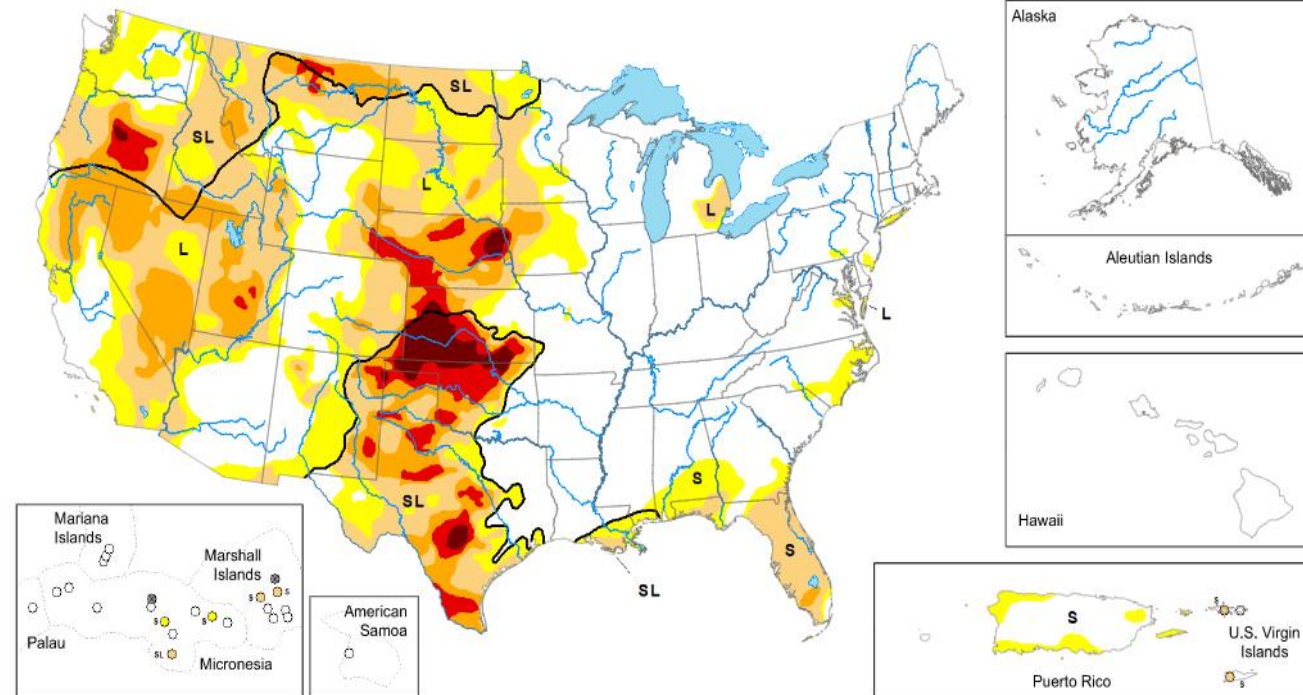 Alaska
Aleutian Islands
Hawaii
SL
SL
L
L
L
L
SL
S
S
SL
Mariana
Islands
Marshall
Islands
S
S
S
S
SL
Palau
Micronesia
American
Samoa
S
S
S
U.S. Virgin
Islands
Puerto Rico